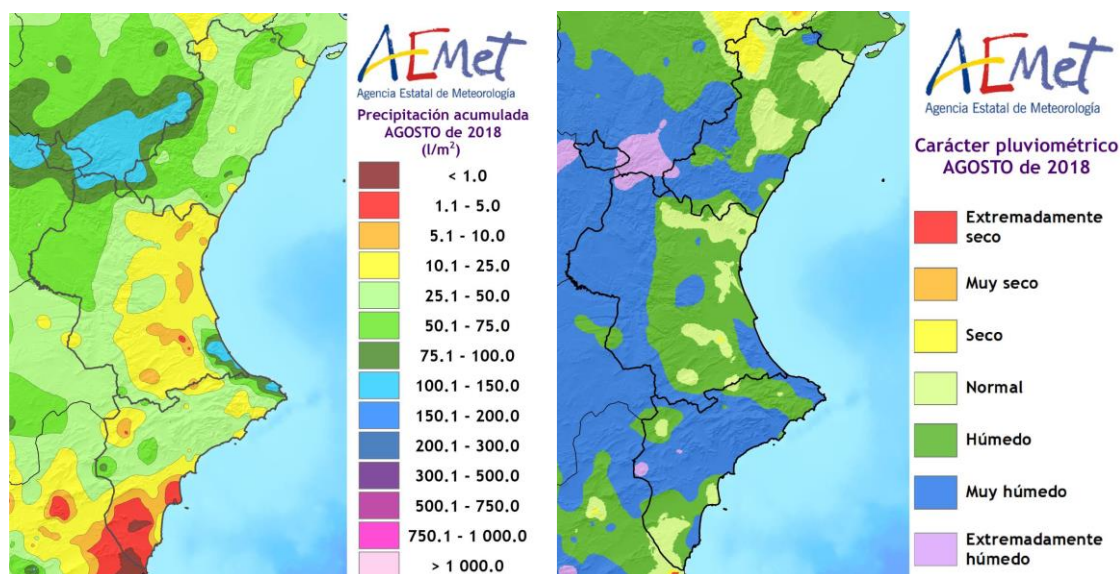 AEMet
Agencia Estatal de Meteorología
Precipitación acumulada
AGOSTO de 2018
(l/m²)
< 1.0
1.1 - 5.0
5.1 - 10.0
10.1 - 25.0
25.1 - 50.0
50.1 - 75.0
75.1 - 100.0
100.1 - 150.0
150.1 - 200.0
200.1 - 300.0
300.1 - 500.0
500.1 - 750.0
750.1 - 1 000.0
> 1 000.0
AEMet
Agencia Estatal de Meteorología
Carácter pluviométrico
AGOSTO de 2018
Extremadamente
seco
Muy seco
Seco
Normal
Húmedo
Muy húmedo
Extremadamente
húmedo